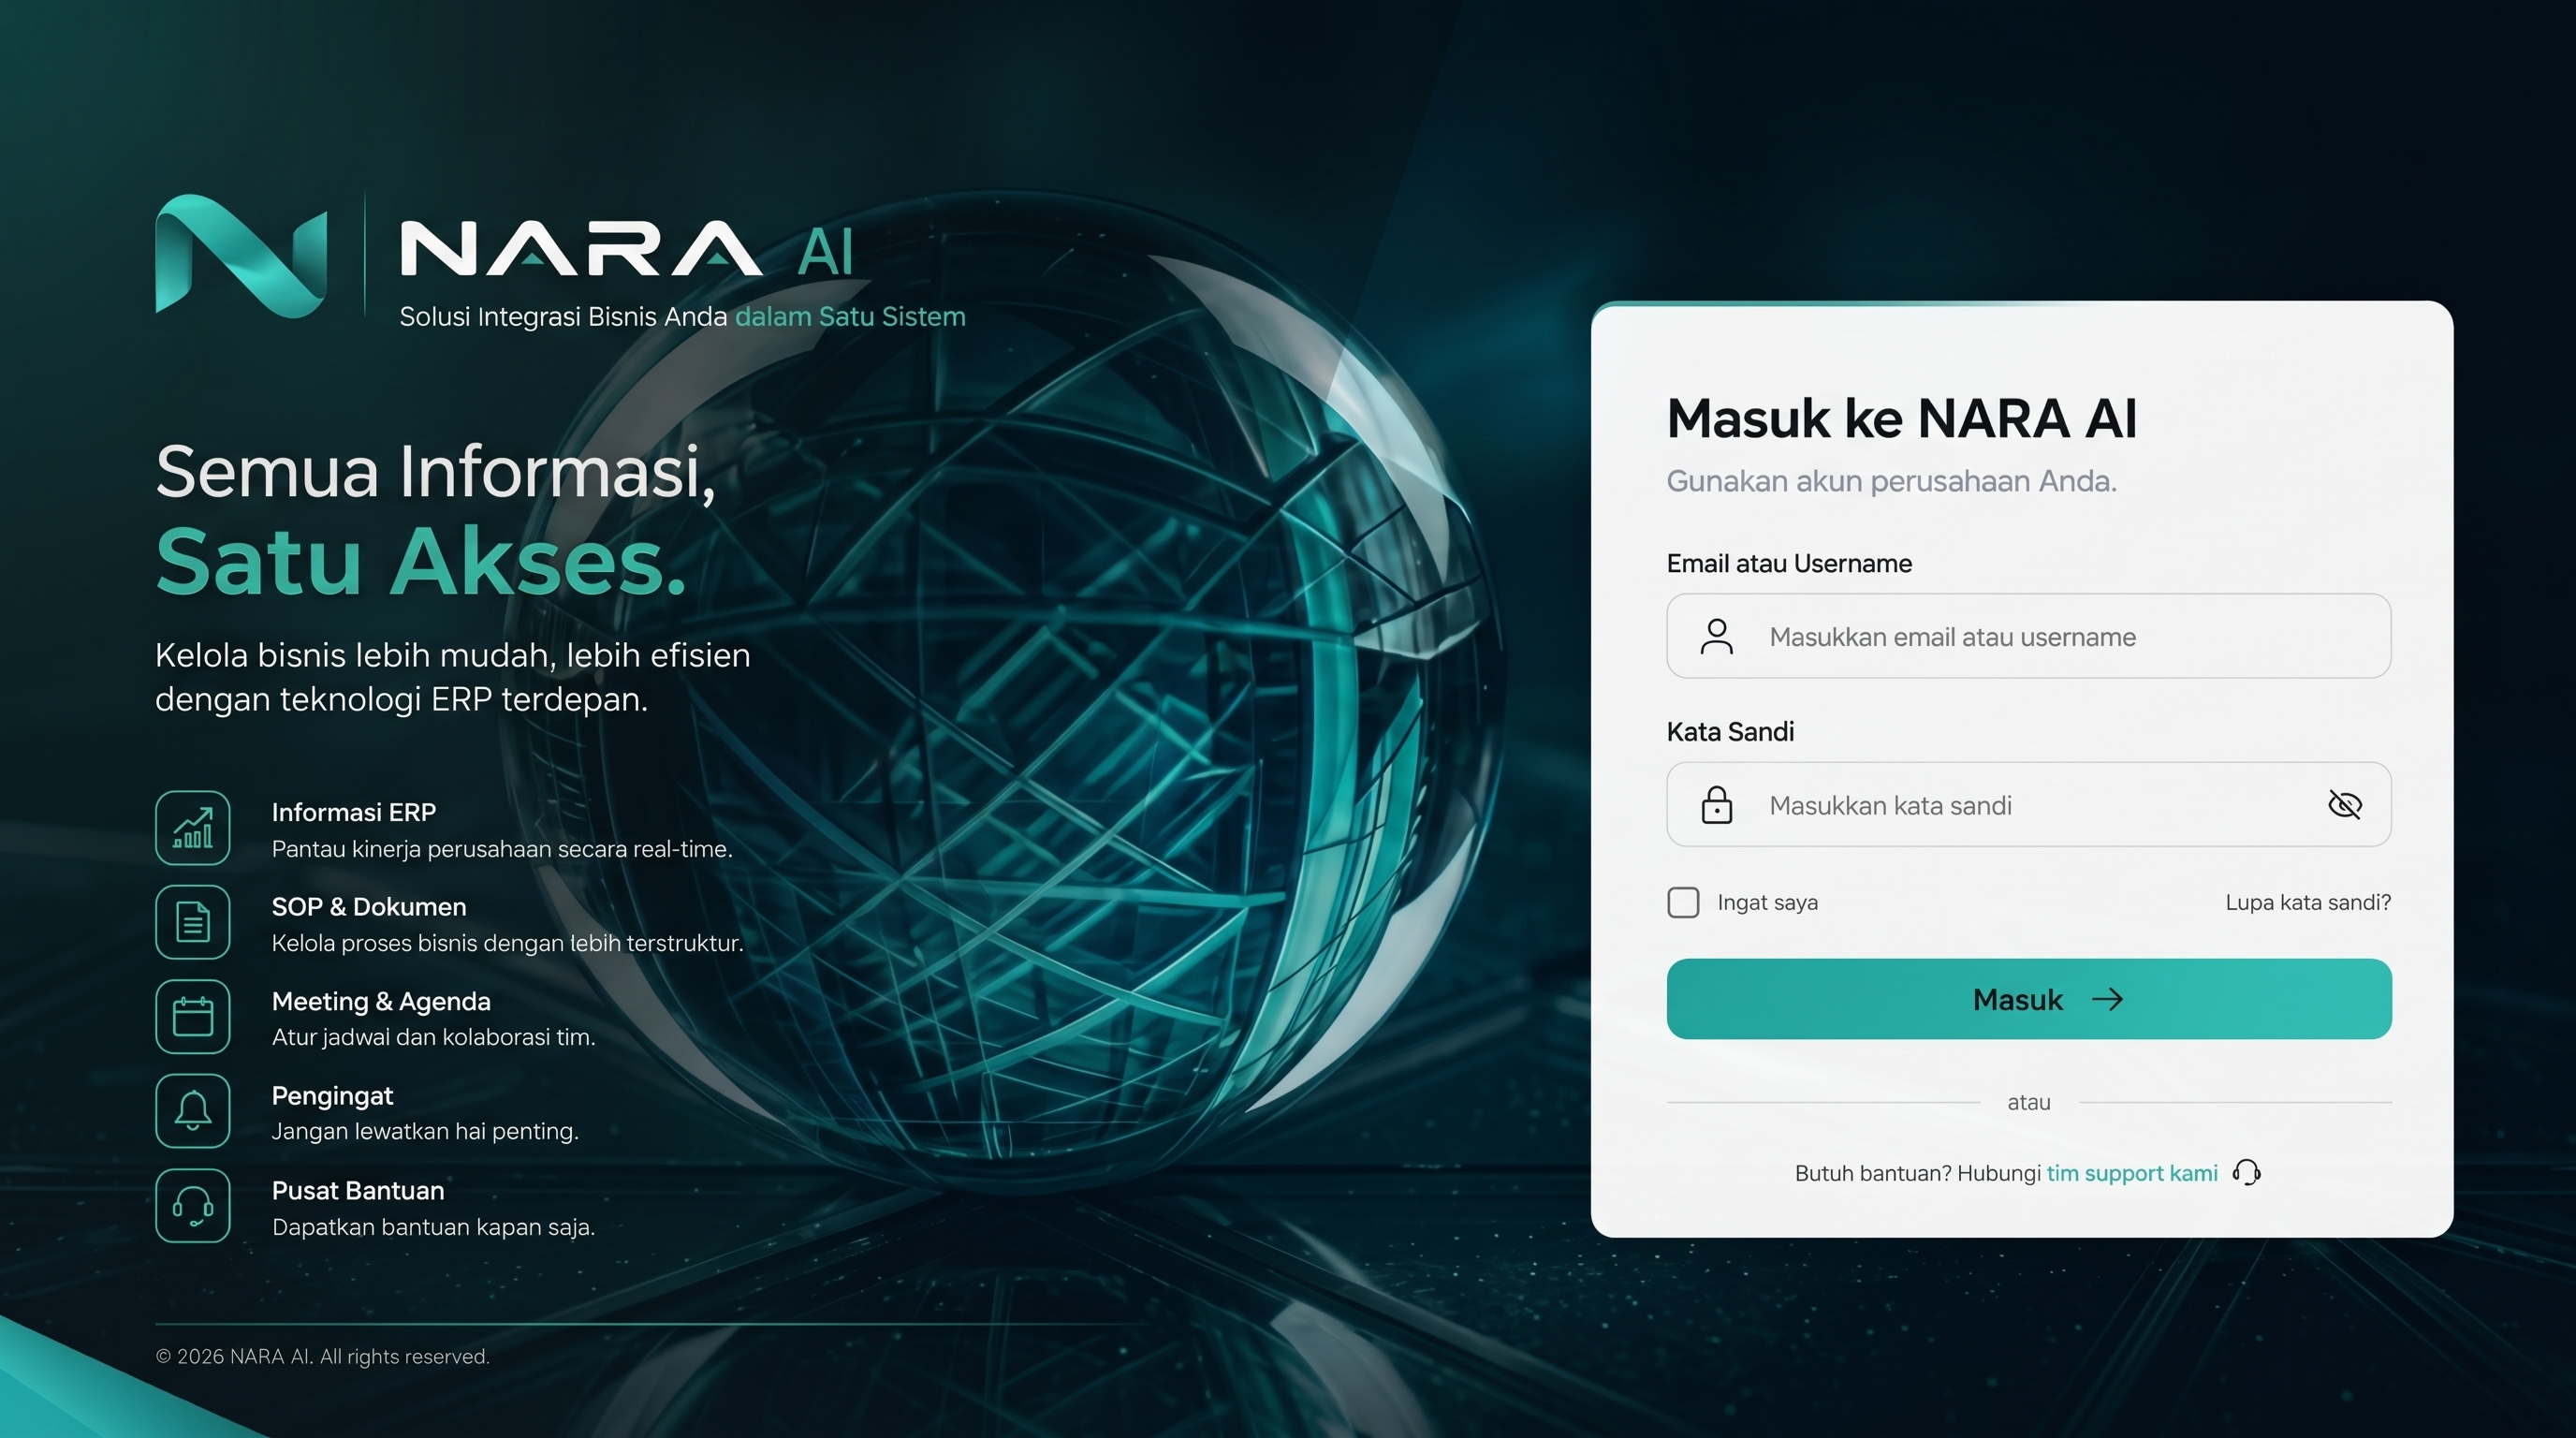 NARA AI
Solusi Integrasi Bisnis Anda dalam Satu Sistem
Semua Informasi,
Satu Akses.
Kelola bisnis lebih mudah, lebih efisien
dengan teknologi ERP terdepan.
Informasi ERP
Pantau kinerja perusahaan secara real-time.
SOP & Dokumen
Kelola proses bisnis dengan lebih terstruktur.
Meeting & Agenda
Atur jadwai dan kolaborasi tim.
Pengingat
Jangan lewatkan hai penting.
Pusat Bantuan
Dapatkan bantuan kapan saja.
© 2026 NARA AI. All rights reserved.
Masuk ke NARA AI
Gunakan akun perusahaan Anda.
Email atau Username
Masukkan email atau username
Kata Sandi
Masukkan kata sandi
Ingat saya
Lupa kata sandi?
Masuk
atau
Butuh bantuan? Hubungi tim support kami